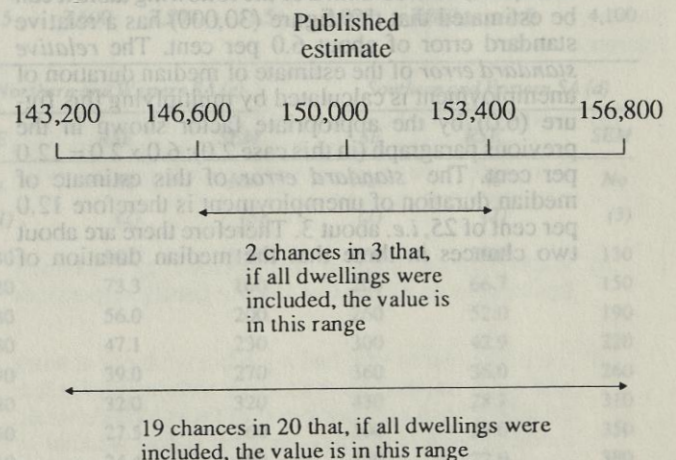 Published
estimate
143,200 146,600 150,000 153,400 156,800
2 chances in 3 that,
if all dwellings were
included, the value is
in this range
19 chances in 20 that, if all dwellings were
included, the value is in this range